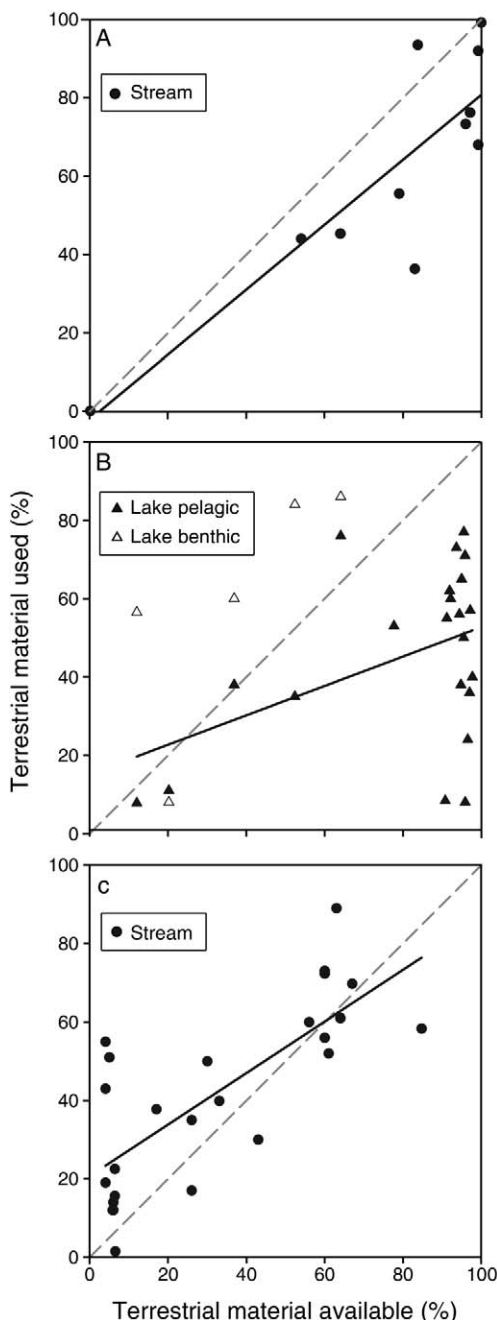 A
Stream
100
80
60
40
20
0
B
Lake pelagic
Lake benthic
100
80
60
40
20
0
Terrestrial material used (%)
c
Stream
100
80
60
40
20
0
0 20 40 60 80 100
Terrestrial material available (%)